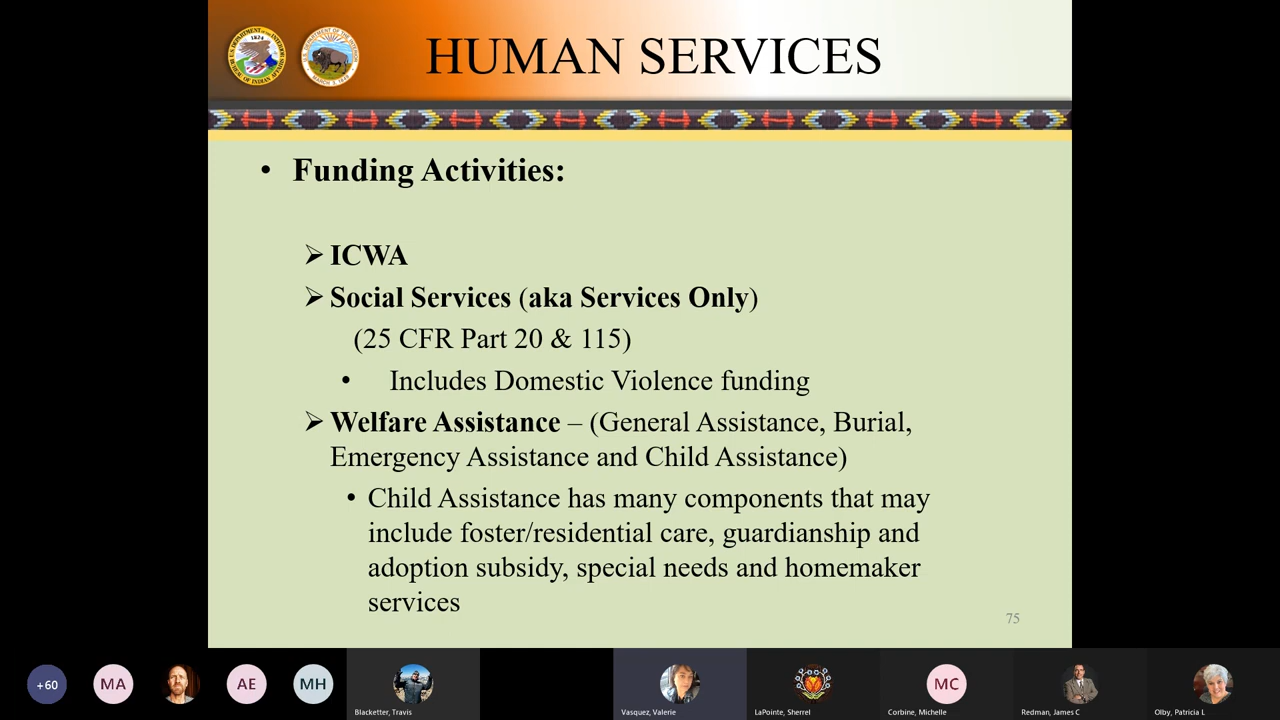 HUMAN SERVICES
• Funding Activities:
➢ ICWA
➢ Social Services (aka Services Only)
(25 CFR Part 20 & 115)
• Includes Domestic Violence funding
➢ Welfare Assistance – (General Assistance, Burial,
Emergency Assistance and Child Assistance)
• Child Assistance has many components that may
include foster/residential care, guardianship and
adoption subsidy, special needs and homemaker
services
75
+60
MA
AE
MH
MC
Blacketter, Travis
Vasquez, Valerie
LaPointe, Sherrel
Corbine, Michelle
Redman, James C
Olby, Patricia L